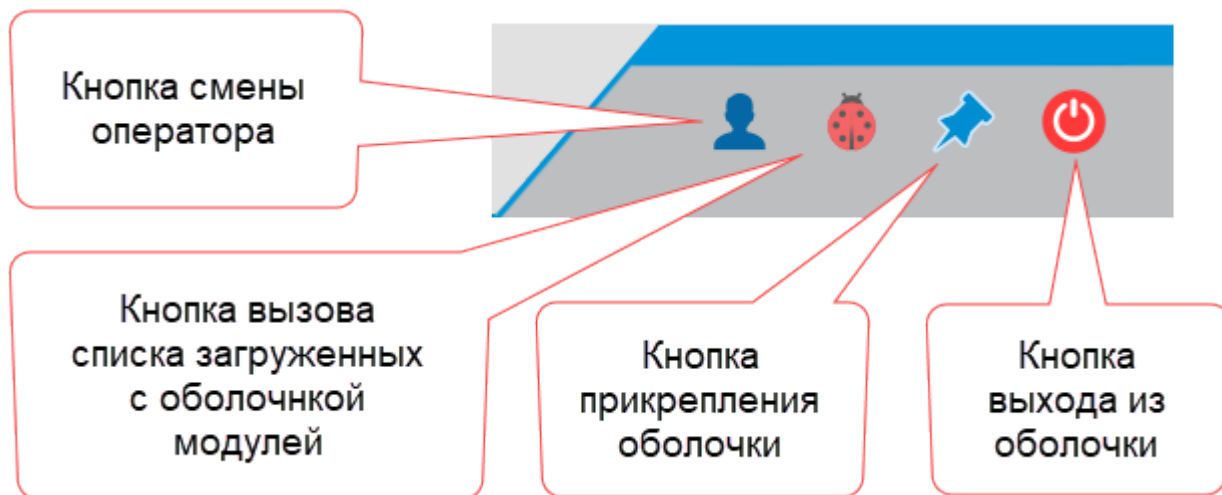 Кнопка смены
оператора
Кнопка вызова
списка загруженных
с оболочнкой
модулей
Кнопка
прикрепления
оболочки
Кнопка
выхода из
оболочки